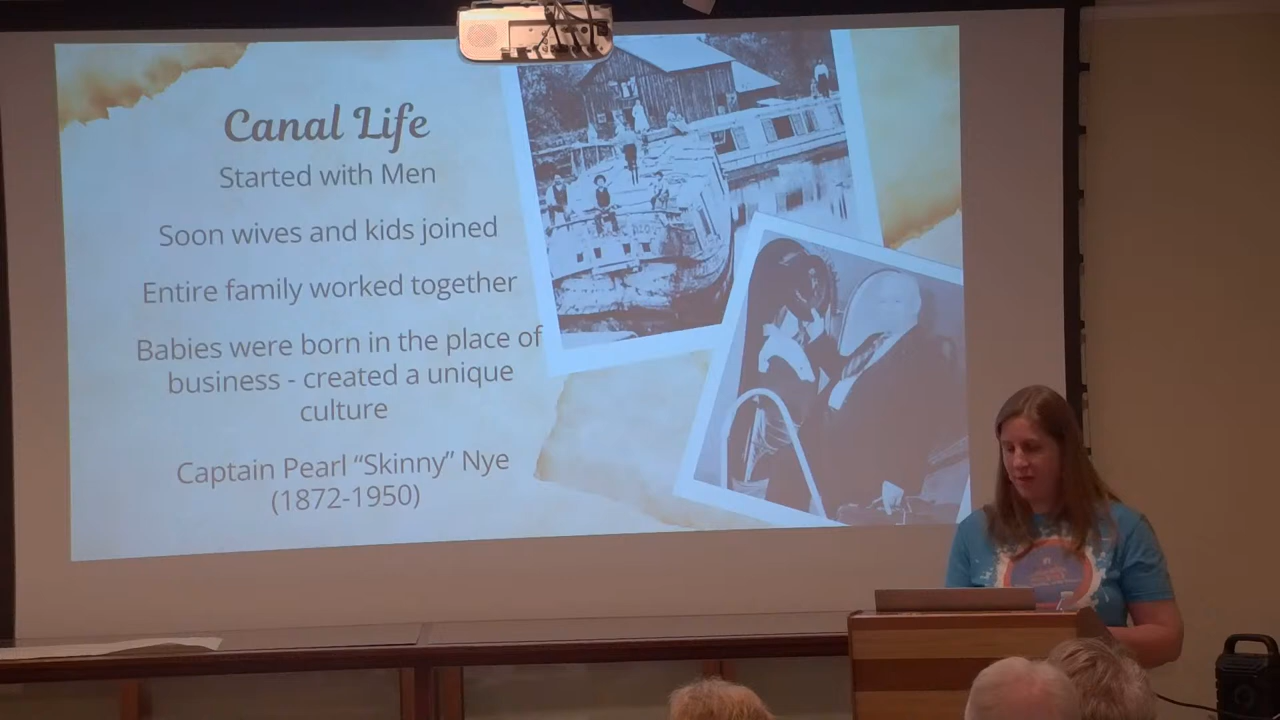 Canal Life
Started with Men
Soon wives and kids joined
Entire family worked together
Babies were born in the place of
business - created a unique
culture
Captain Pearl “Skinny” Nye
(1872-1950)